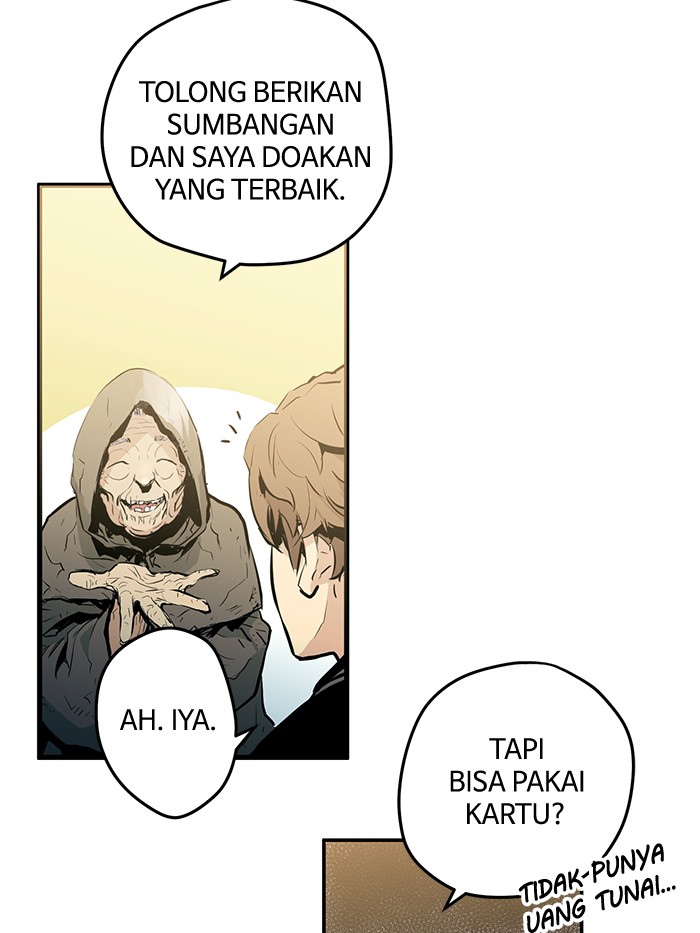 TOLONG BERIKAN
SUMBANGAN
DAN SAYA DOAKAN
YANG TERBAIK.
AH. IYA.
TAPI
BISA PAKAI
KARTU?
TIDAK-PUNYA
UANG TUNAI...